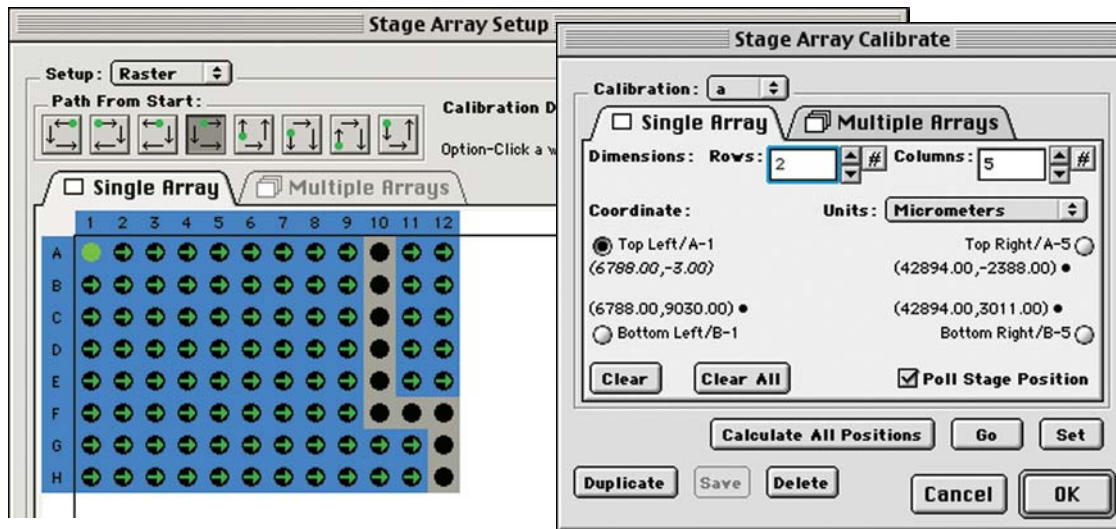 Stage Array Setup
Setup: Raster
Path From Start:
Calibration D
Option-Click a w
Single Array
Multiple Arrays
1 2 3 4 5 6 7 8 9 10 11 12
A
B
C
D
E
F
G
H
Stage Array Calibrate
Calibration: a
Single Array
Multiple Arrays
Dimensions: Rows: 2 # Columns: 5 #
Coordinate: Units: Micrometers
Top Left/A-1 Top Right/A-5
(6788.00,-3.00) (42894.00,-2388.00)
(6788.00,9030.00) (42894.00,3011.00)
Bottom Left/B-1 Bottom Right/B-5
Clear Clear All Poll Stage Position
Calculate All Positions Go Set
Duplicate Save Delete Cancel OK